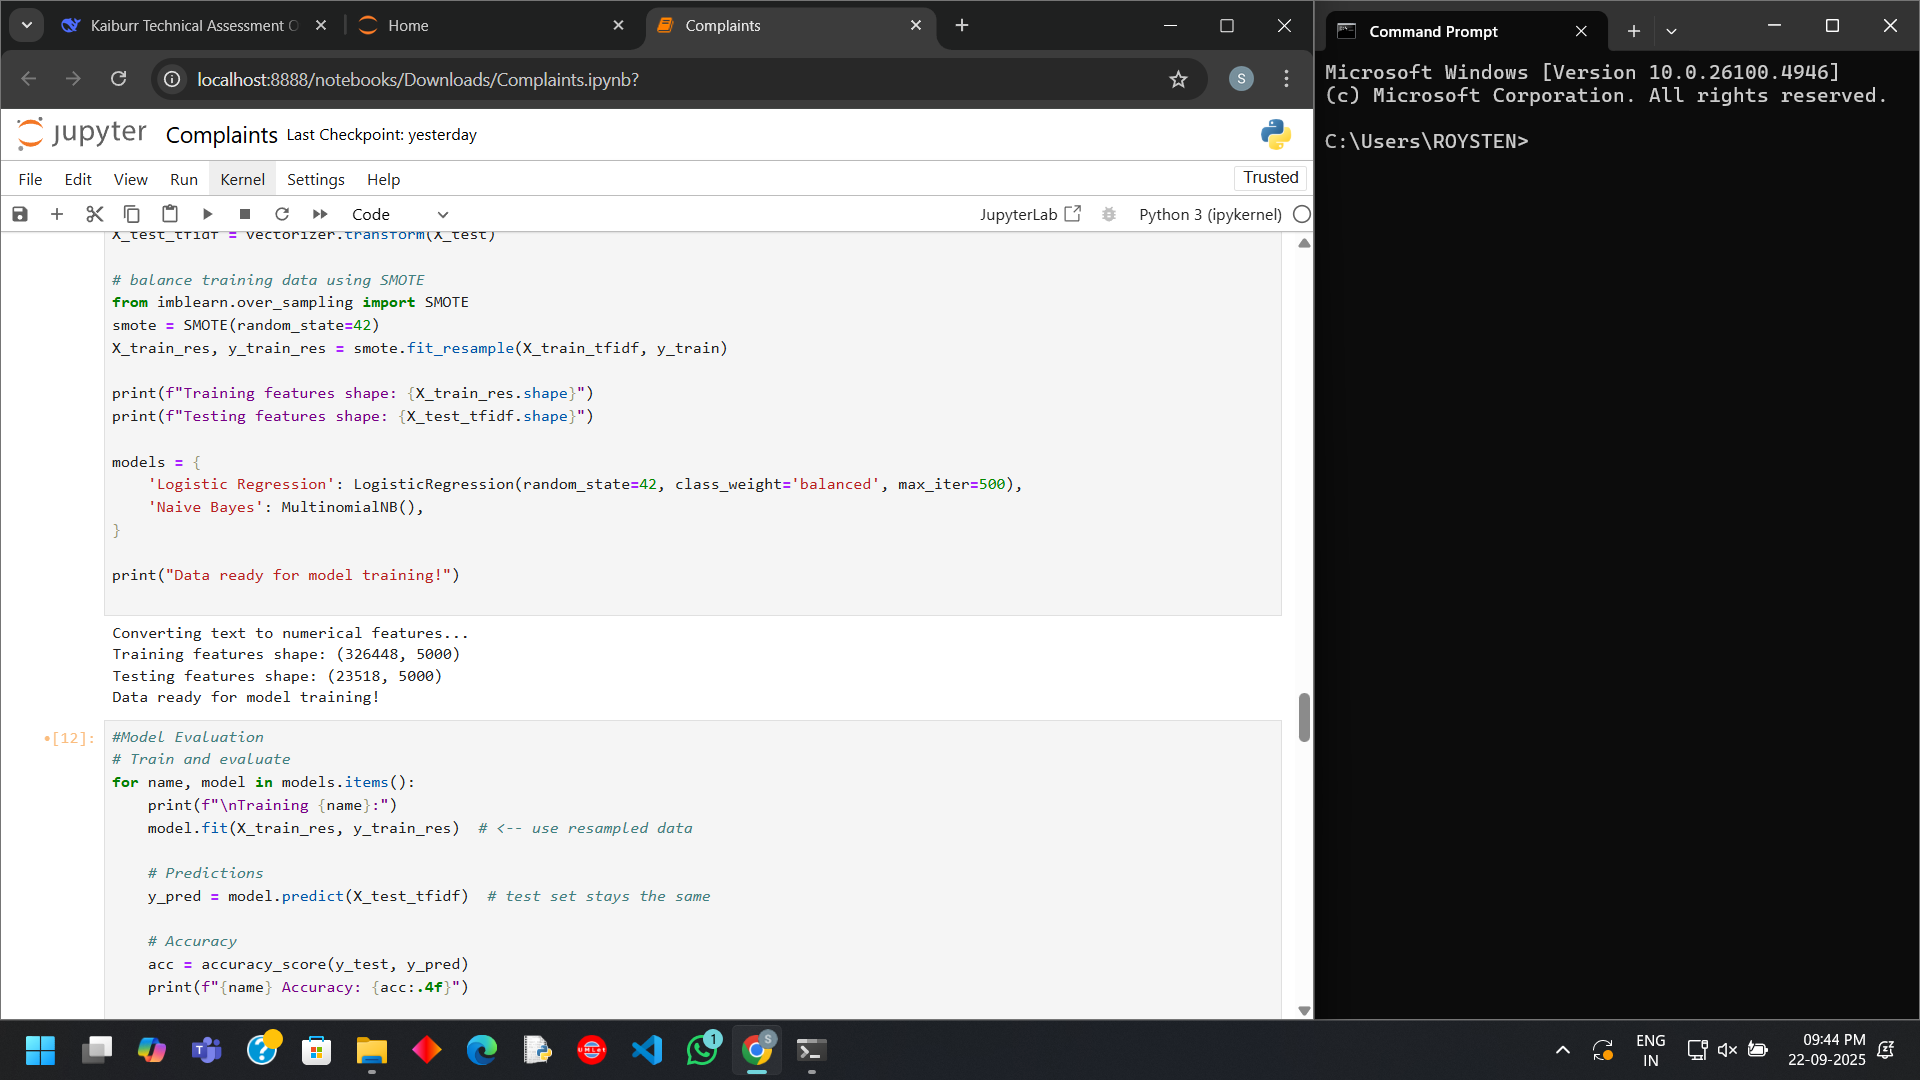 Kaiburr Technical Assessment O
Home
Complaints
localhost:8888/notebooks/Downloads/Complaints.ipynb?
S
jupyter Complaints Last Checkpoint: yesterday
File Edit View Run Kernel Settings Help
Trusted
Code
JupyterLab
Python 3 (ipykernel)
X_test_tfidf = vectorizer.transform(X_test)
# balance training data using SMOTE
from imblearn.over_sampling import SMOTE
smote = SMOTE(random_state=42)
X_train_res, y_train_res = smote.fit_resample(X_train_tfidf, y_train)
print(f"Training features shape: {X_train_res.shape}")
print(f"Testing features shape: {X_test_tfidf.shape}")
models = {
    'Logistic Regression': LogisticRegression(random_state=42, class_weight='balanced', max_iter=500),
    'Naive Bayes': MultinomialNB(),
}
print("Data ready for model training!")
Converting text to numerical features...
Training features shape: (326448, 5000)
Testing features shape: (23518, 5000)
Data ready for model training!
•[12]:
#Model Evaluation
# Train and evaluate
for name, model in models.items():
    print(f"\nTraining {name}:")
    model.fit(X_train_res, y_train_res)  # <-- use resampled data
    # Predictions
    y_pred = model.predict(X_test_tfidf)  # test set stays the same
    # Accuracy
    acc = accuracy_score(y_test, y_pred)
    print(f"{name} Accuracy: {acc:.4f}")
Command Prompt
Microsoft Windows [Version 10.0.26100.4946]
(c) Microsoft Corporation. All rights reserved.
C:\Users\ROYSTEN>
UMLet
1
S
ENG
IN
09:44 PM
22-09-2025